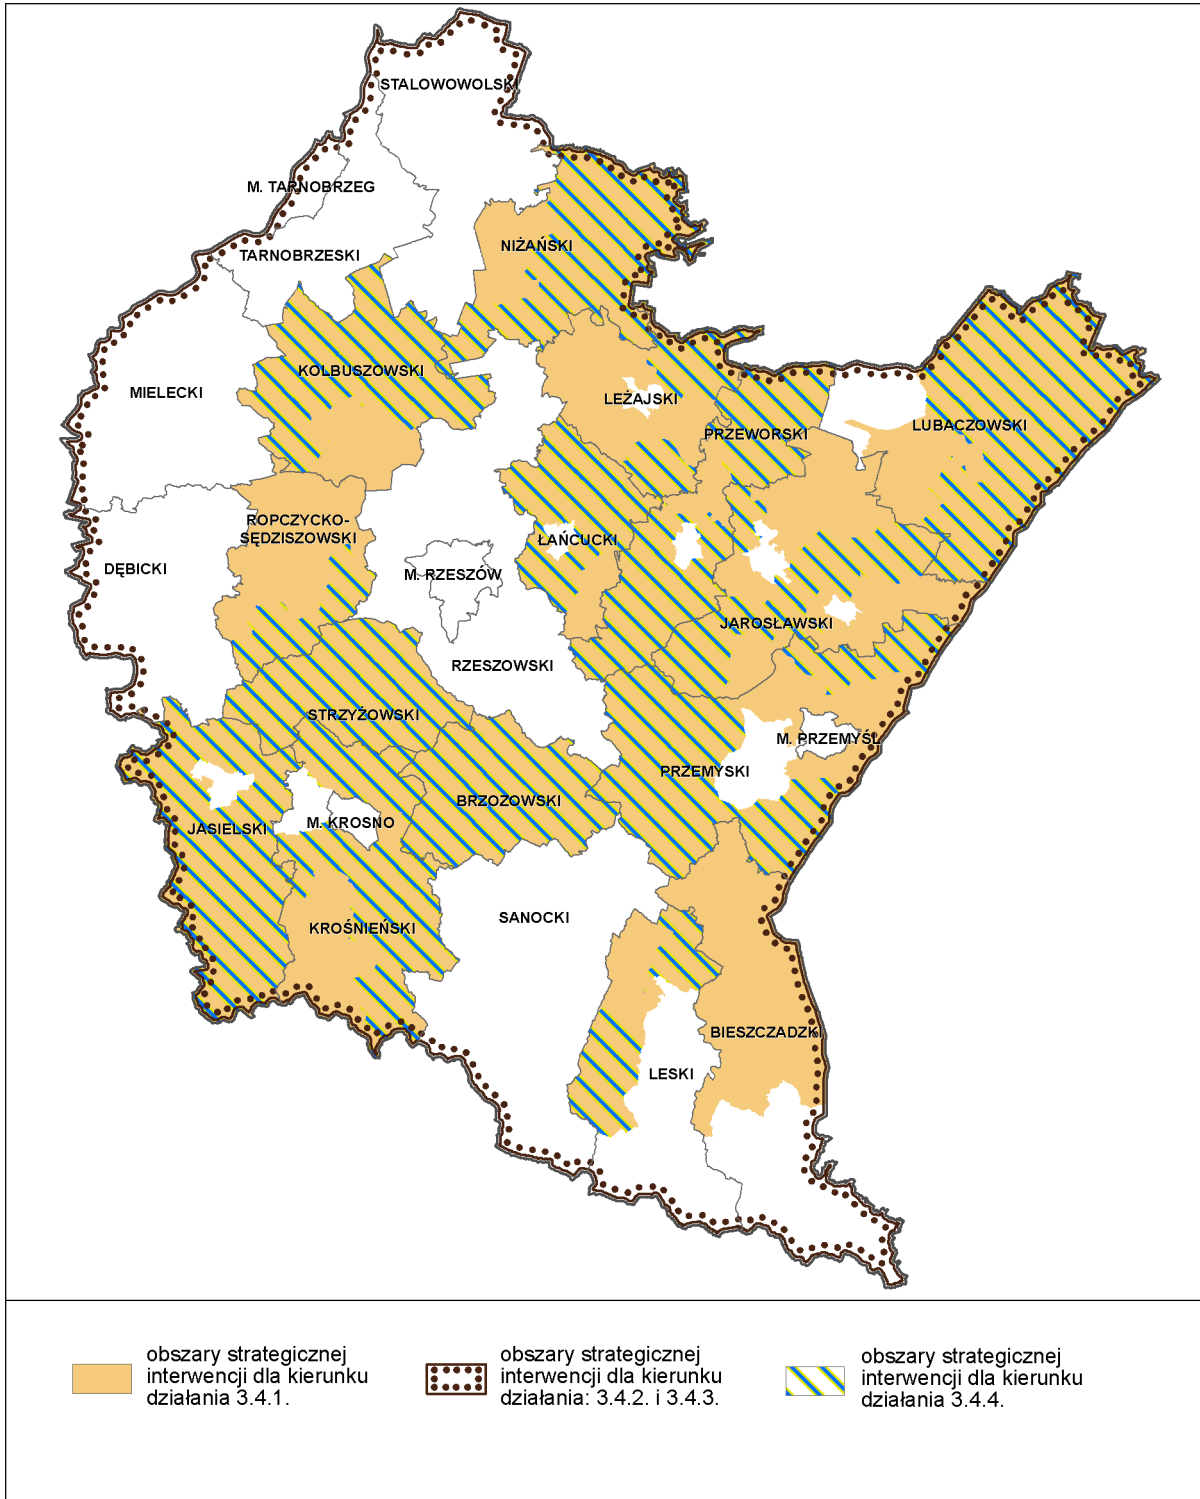 STALOWOWOLSKI
M. TARNOBRZEG
NIŻAŃSKI
TARNOBRZESKI
KOLBUSZOWSKI
MIELECKI
LEŻAJSKI
LUBACZOWSKI
PRZEWORSKI
ROPCZYCKO-
SĘDZISZOWSKI
ŁAŃCUCKI
DĘBICKI
M. RZESZÓW
JAROSŁAWSKI
RZESZOWSKI
STRZYŻOWSKI
M. PRZEMYŚL
PRZEMYSKI
BRZOZOWSKI
M. KROSNO
JASIELSKI
SANOCKI
KROŚNIEŃSKI
BIESZCZADZKI
LESKI
obszary strategicznej
interwencji dla kierunku
działania 3.4.1.
obszary strategicznej
interwencji dla kierunku
działania: 3.4.2. i 3.4.3.
obszary strategicznej
interwencji dla kierunku
działania 3.4.4.